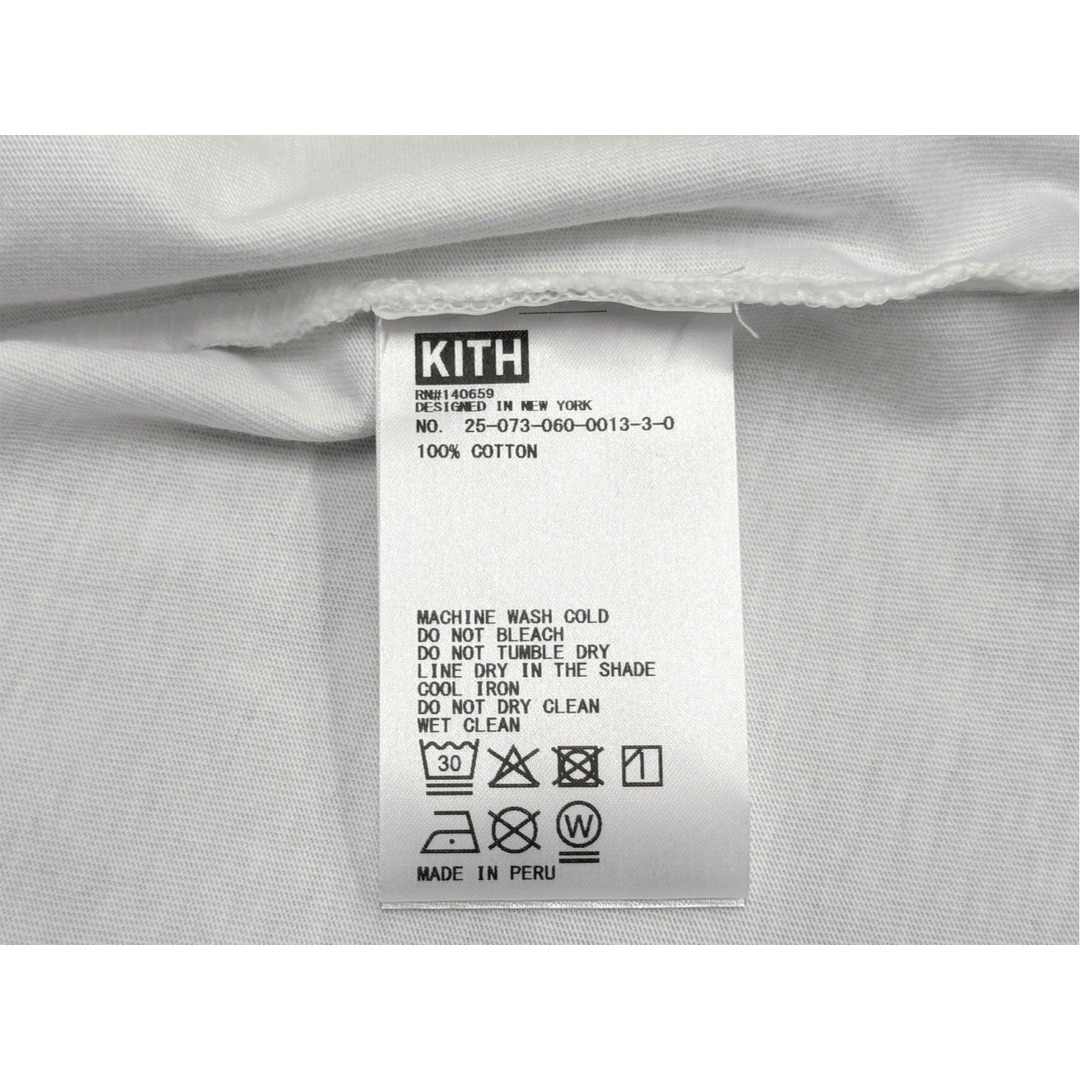 KITH
RN#140659
DESIGNED IN NEW YORK
NO. 25-073-060-0013-3-0
100% COTTON
MACHINE WASH COLD
DO NOT BLEACH
DO NOT TUMBLE DRY
LINE DRY IN THE SHADE
COOL IRON
DO NOT DRY CLEAN
WET CLEAN
30
W
MADE IN PERU